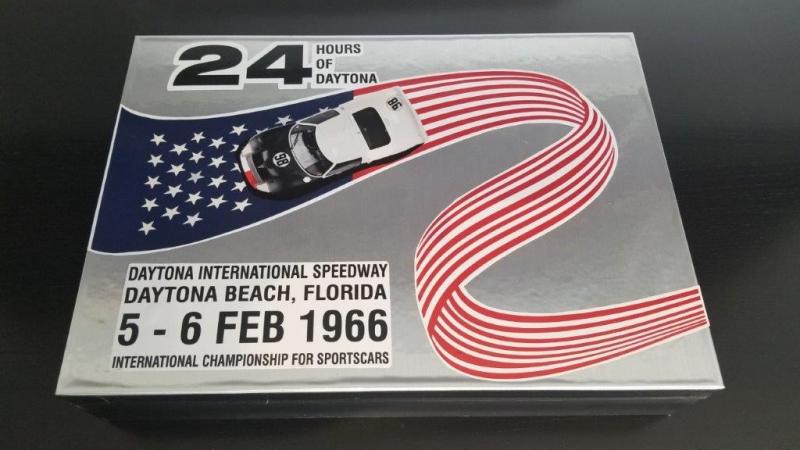 24
HOURS
OF
DAYTONA
98
98
DAYTONA INTERNATIONAL SPEEDWAY
DAYTONA BEACH, FLORIDA
5 - 6 FEB 1966
INTERNATIONAL CHAMPIONSHIP FOR SPORTSCARS